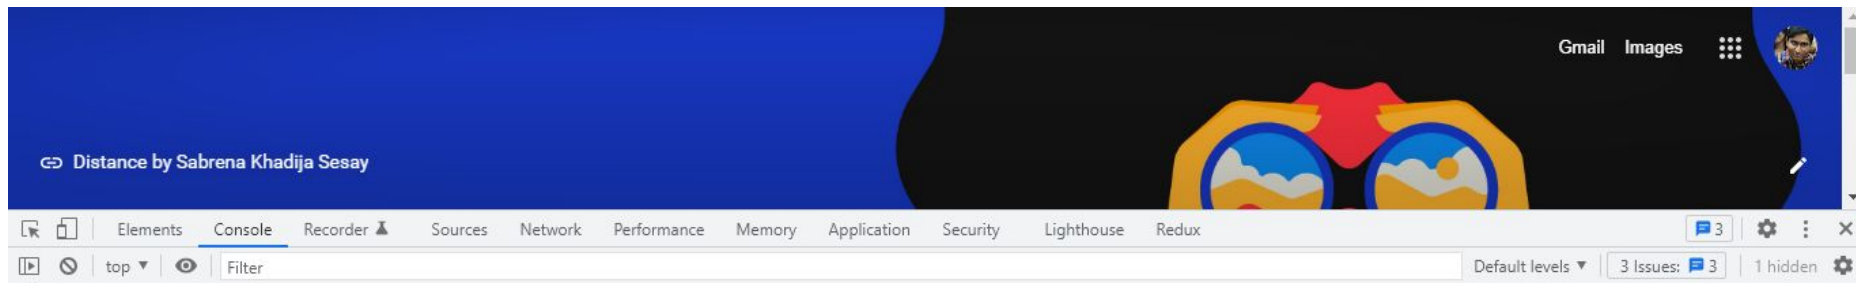 Gmail Images
Distance by Sabrena Khadija Sesay
Elements Console Recorder Sources Network Performance Memory Application Security Lighthouse Redux 3
top Filter Default levels 3 Issues: 3 1 hidden